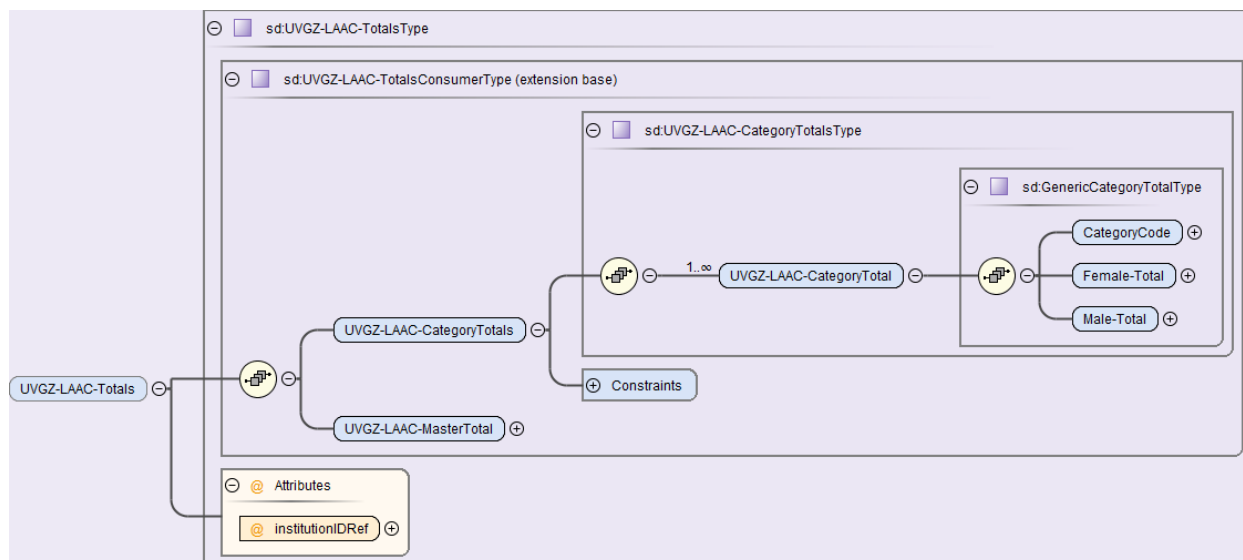 sd:UVGZ-LAAC-TotalsType
sd:UVGZ-LAAC-TotalsConsumerType (extension base)
sd:UVGZ-LAAC-CategoryTotalsType
sd:GenericCategoryTotalType
CategoryCode
1..∞
UVGZ-LAAC-CategoryTotal
Female-Total
Male-Total
UVGZ-LAAC-CategoryTotals
Constraints
UVGZ-LAAC-Totals
UVGZ-LAAC-MasterTotal
@ Attributes
@ institutionIDRef